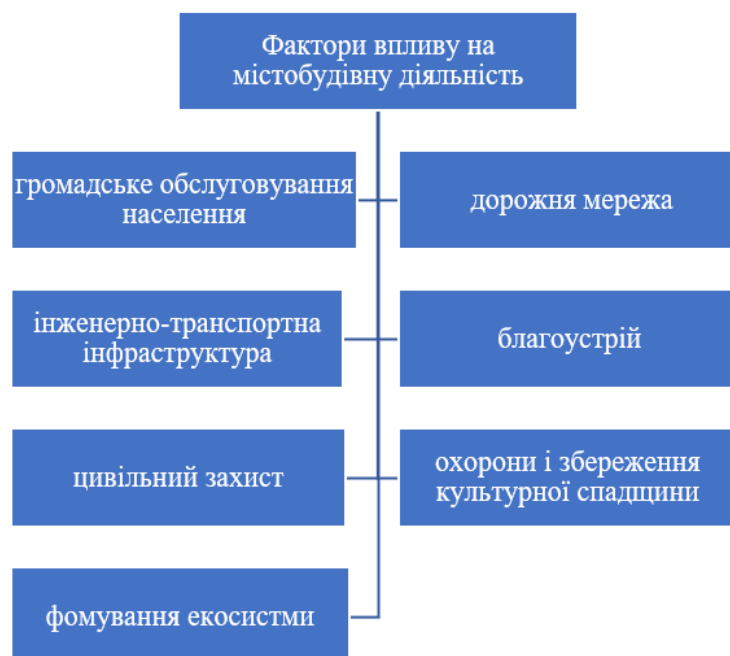 Фактори впливу на
містобудівну діяльність
громадське обслуговування
населення
дорожня мережа
інженерно-транспортна
інфраструктура
благоустрій
цивільний захист
охорони і збереження
культурної спадщини
фомування екосистми